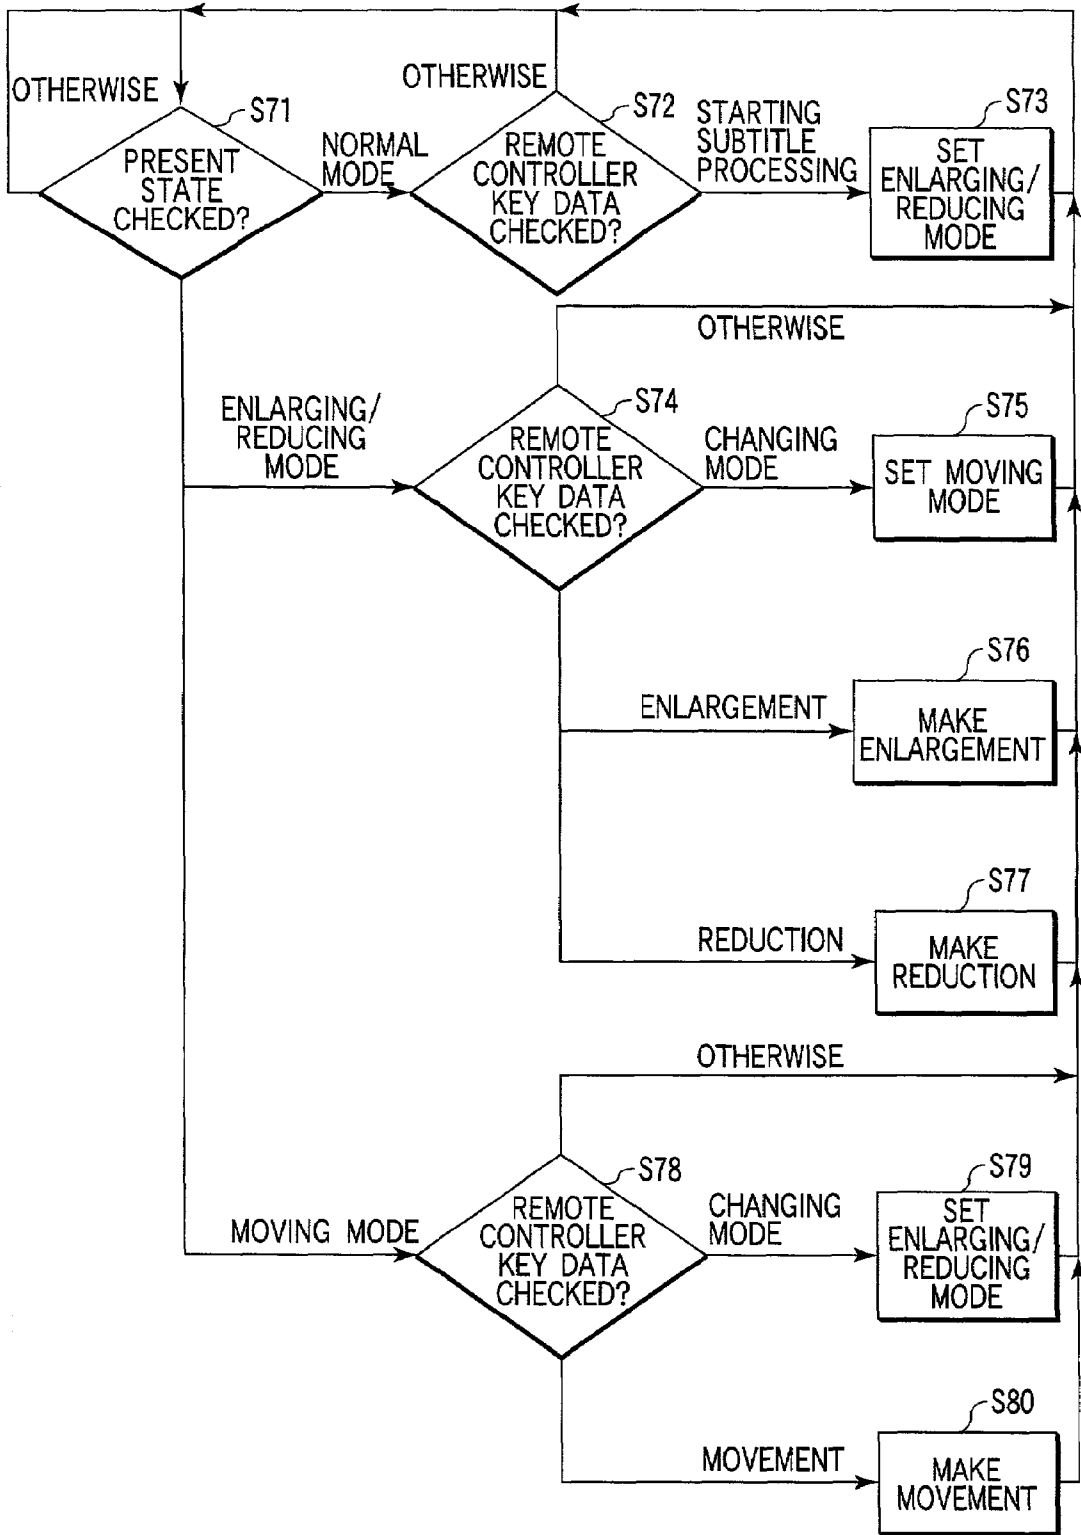 OTHERWISE
S71
PRESENT
STATE
CHECKED?
NORMAL
MODE
OTHERWISE
S72
REMOTE
CONTROLLER
KEY DATA
CHECKED?
STARTING
SUBTITLE
PROCESSING
S73
SET
ENLARGING/
REDUCING
MODE
OTHERWISE
ENLARGING/
REDUCING
MODE
S74
REMOTE
CONTROLLER
KEY DATA
CHECKED?
CHANGING
MODE
S75
SET MOVING
MODE
ENLARGEMENT
S76
MAKE
ENLARGEMENT
REDUCTION
S77
MAKE
REDUCTION
OTHERWISE
MOVING MODE
S78
REMOTE
CONTROLLER
KEY DATA
CHECKED?
CHANGING
MODE
S79
SET
ENLARGING/
REDUCING
MODE
MOVEMENT
S80
MAKE
MOVEMENT